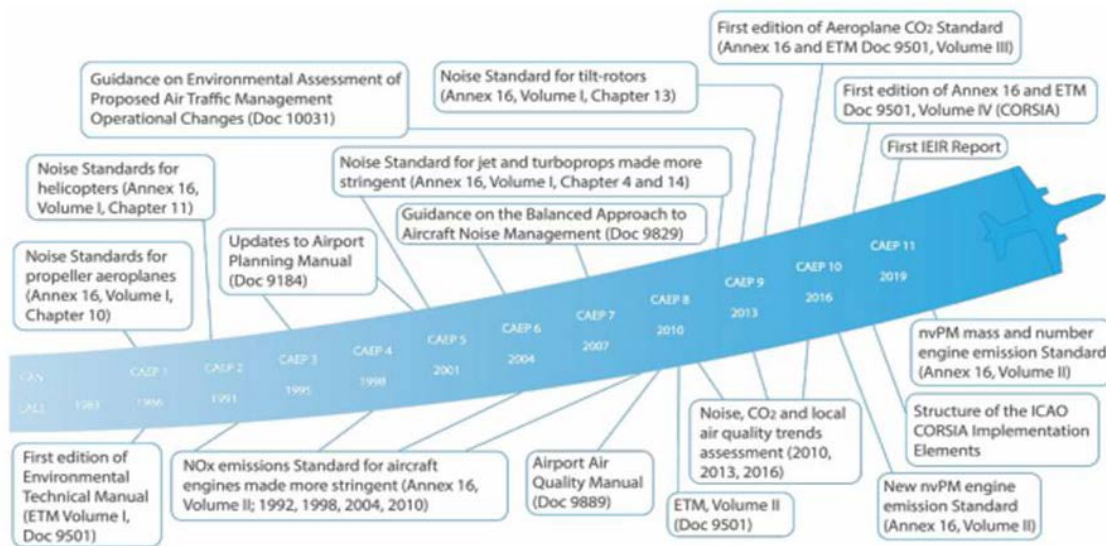 First edition of Aeroplane CO2 Standard
(Annex 16 and ETM Doc 9501, Volume III)
Guidance on Environmental Assessment of
Proposed Air Traffic Management
Operational Changes (Doc 10031)
Noise Standard for tilt-rotors
(Annex 16, Volume I, Chapter 13)
First edition of Annex 16 and ETM
Doc 9501, Volume IV (CORSIA)
First IEIR Report
Noise Standards for
helicopters (Annex 16,
Volume I, Chapter 11)
Noise Standard for jet and turboprops made more
stringent (Annex 16, Volume I, Chapter 4 and 14)
Guidance on the Balanced Approach to
Aircraft Noise Management (Doc 9829)
Updates to Airport
Planning Manual
(Doc 9184)
Noise Standards for
propeller aeroplanes
(Annex 16, Volume I,
Chapter 10)
CAN
CAEE
1983
CAEP 1
1986
CAEP 2
1991
CAEP 3
1995
CAEP 4
1998
CAEP 5
2001
CAEP 6
2004
CAEP 7
2007
CAEP 8
2010
CAEP 9
2013
CAEP 10
2016
CAEP 11
2019
First edition of
Environmental
Technical Manual
(ETM Volume I,
Doc 9501)
NOx emissions Standard for aircraft
engines made more stringent (Annex 16,
Volume II; 1992, 1998, 2004, 2010)
Airport Air
Quality Manual
(Doc 9889)
ETM, Volume II
(Doc 9501)
Noise, CO2 and local
air quality trends
assessment (2010,
2013, 2016)
nvPM mass and number
engine emission Standard
(Annex 16, Volume II)
Structure of the ICAO
CORSIA Implementation
Elements
New nvPM engine
emission Standard
(Annex 16, Volume II)